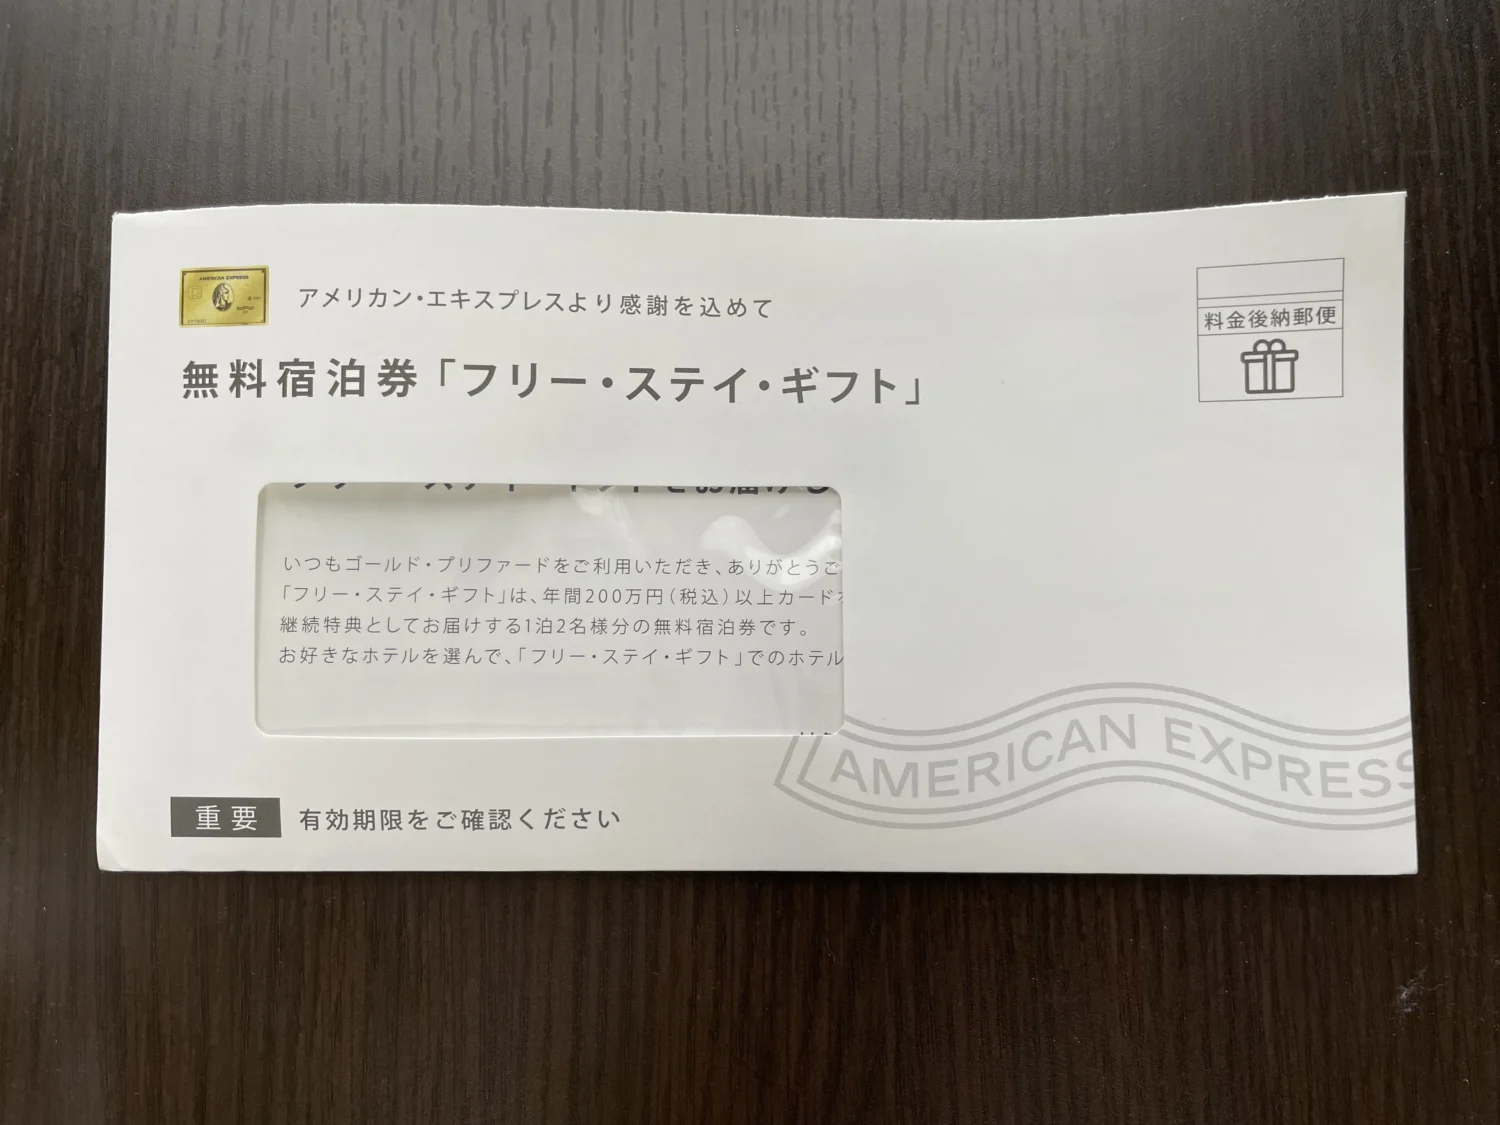 AMERICAN EXPRESS
アメリカン・エキスプレスより感謝を込めて
料金後納郵便
無料宿泊券「フリー・ステイ・ギフト」
いつもゴールド・プリファードをご利用いただき、ありがとうご
「フリー・ステイ・ギフト」は、年間200万円（税込）以上カード
継続特典としてお届けする1泊2名様分の無料宿泊券です。
お好きなホテルを選んで、「フリー・ステイ・ギフト」でのホテル
AMERICAN EXPRESS
重要 有効期限をご確認ください